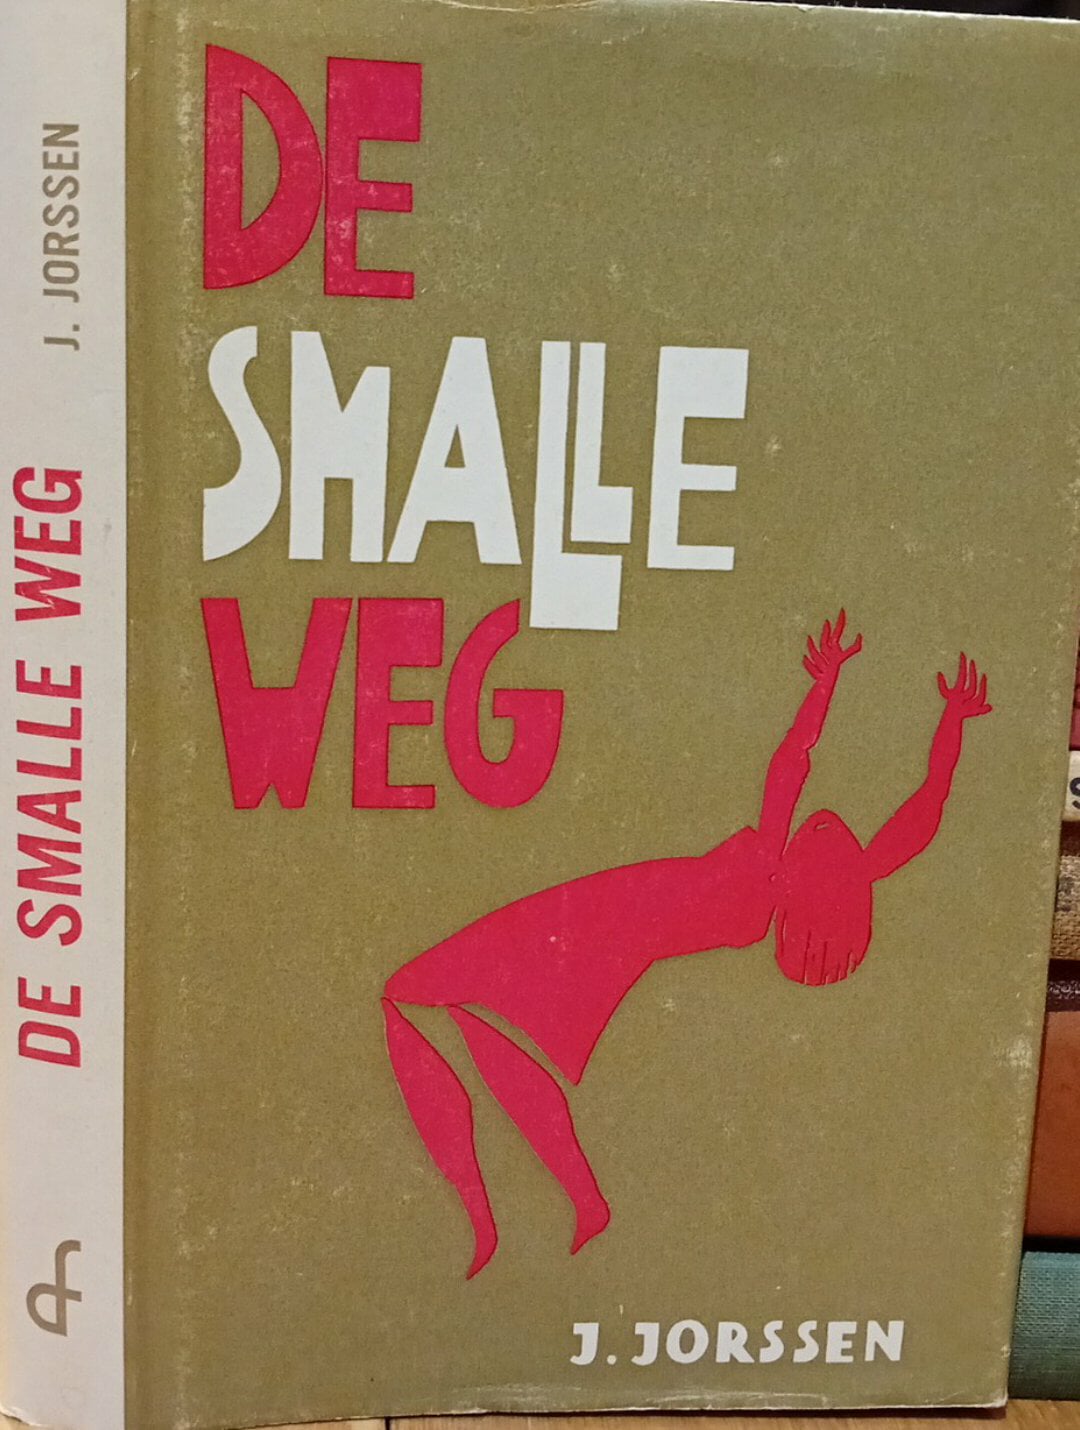 DE SMALLE WEG J. JORSSEN
DE
SMALLE
WEG
J. JORSSEN